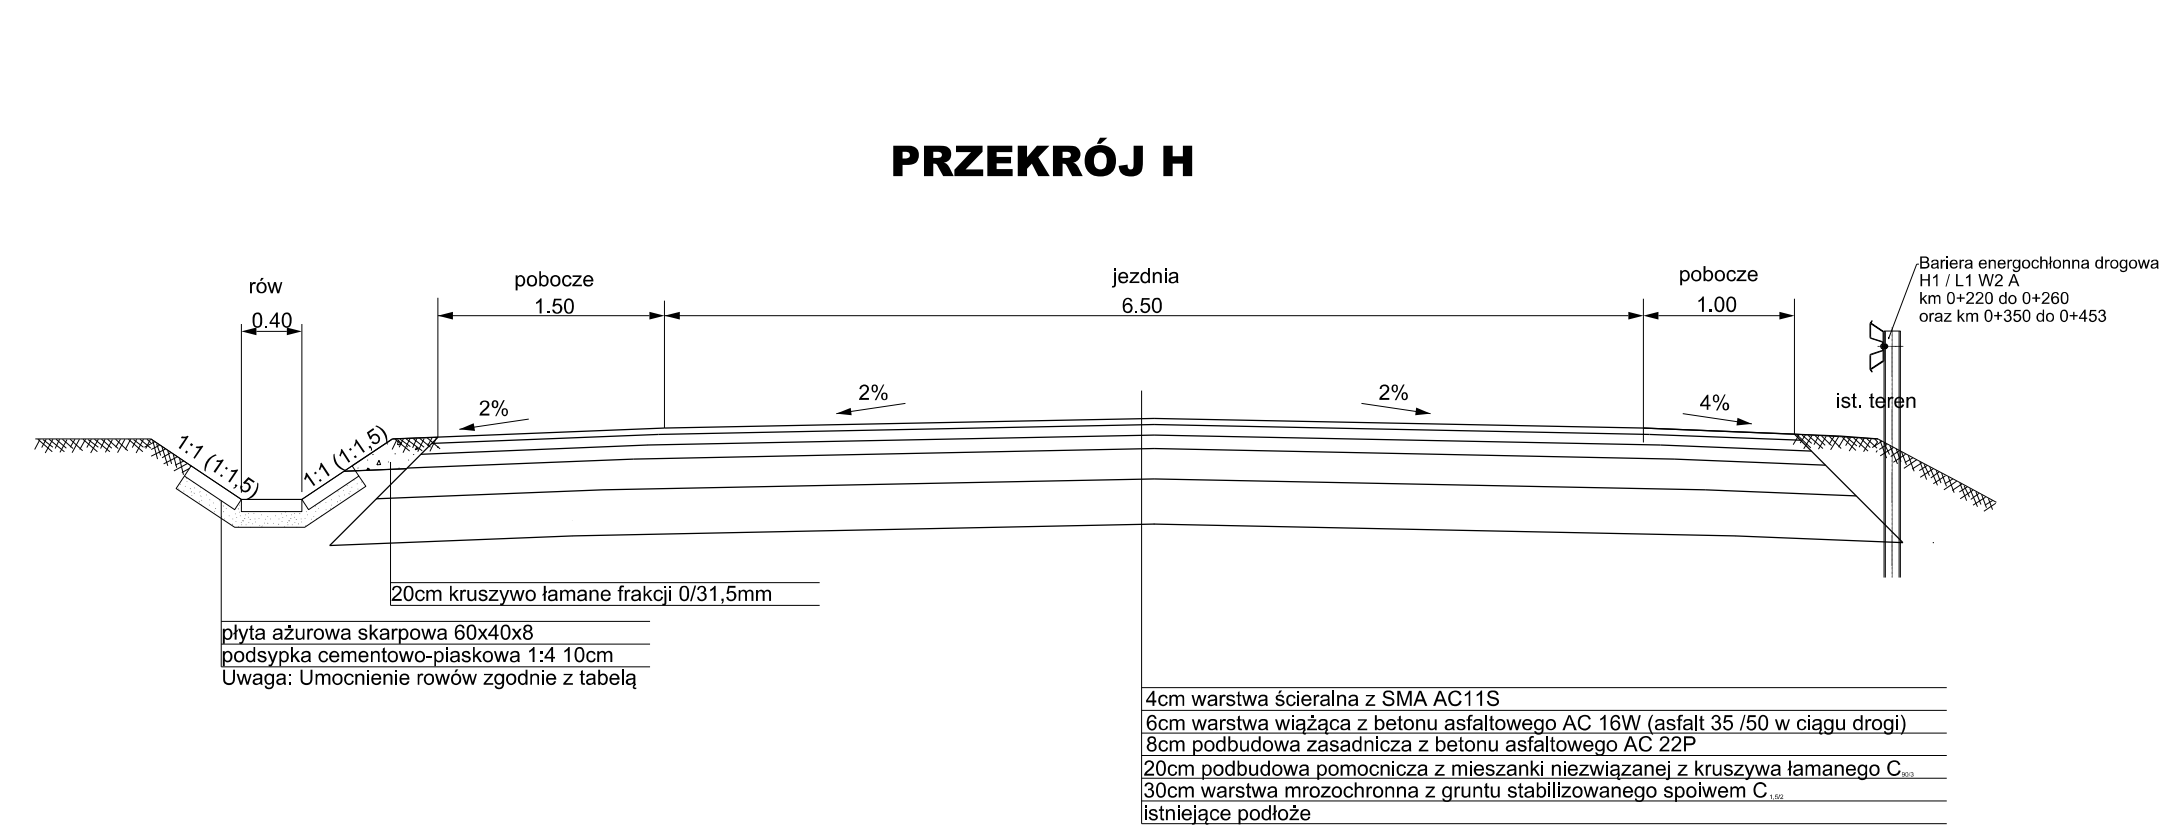 PRZEKRÓJ H
rów
0.40
pobocze
1.50
jezdnia
6.50
pobocze
1.00
Bariera energochłonna drogowa
H1 / L1 W2 A
km 0+220 do 0+260
oraz km 0+350 do 0+453
2%
2%
2%
4%
ist. teren
1:1 (1:1,5)
1:1 (1:1,5)
20cm kruszywo łamane frakcji 0/31,5mm
płyta ażurowa skarpowa 60x40x8
podsypka cementowo-piaskowa 1:4 10cm
Uwaga: Umocnienie rowów zgodnie z tabelą
4cm warstwa ścieralna z SMA AC11S
6cm warstwa wiążąca z betonu asfaltowego AC 16W (asfalt 35 /50 w ciągu drogi)
8cm podbudowa zasadnicza z betonu asfaltowego AC 22P
20cm podbudowa pomocnicza z mieszanki niezwiązanej z kruszywa łamanego C90/3
30cm warstwa mrozochronna z gruntu stabilizowanego spoiwem C1,5/2
istniejące podłoże